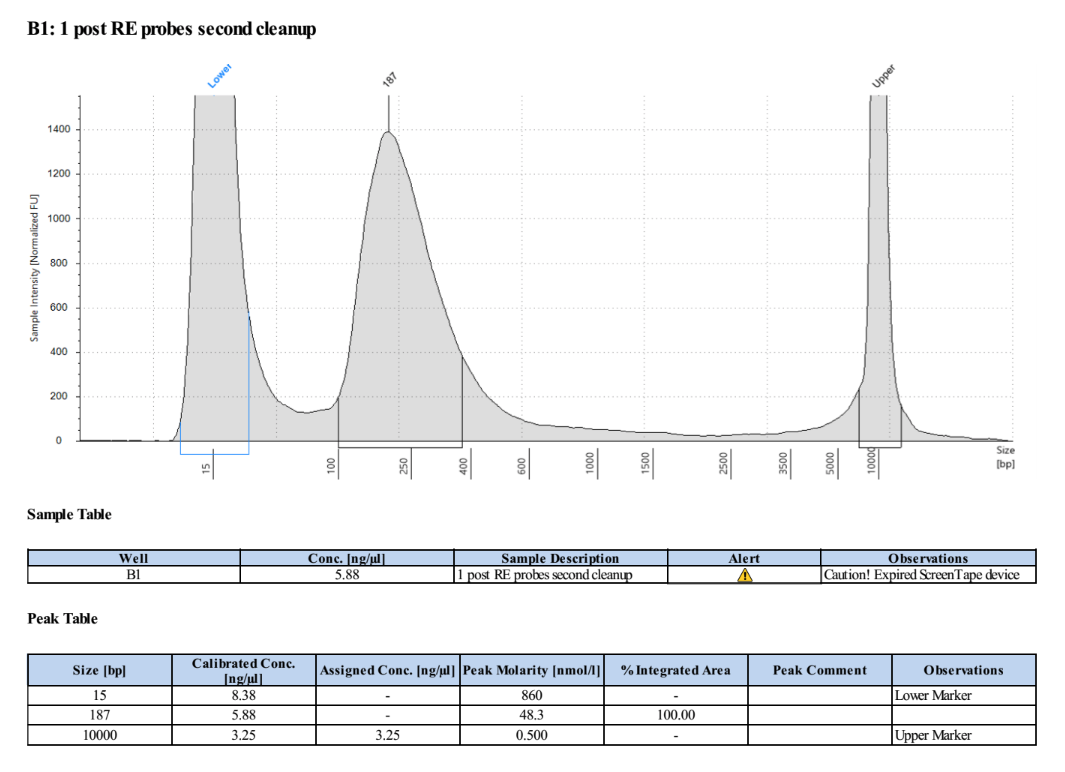 B1: 1 post RE probes second cleanup
Lower
187
Upper
Sample Intensity [Normalized FU]
1400
1200
1000
800
600
400
200
0
15
100
250
400
600
1000
1500
2500
3500
5000
10000
Size
[bp]
Sample Table
Well Conc. [ng/µl] Sample Description Alert Observations
B1 5.88 1 post RE probes second cleanup Caution! Expired ScreenTape device
Peak Table
Size [bp] Calibrated Conc. [ng/µl] Assigned Conc. [ng/µl] Peak Molarity [nmol/l] % Integrated Area Peak Comment Observations
15 8.38 - 860 - Lower Marker
187 5.88 - 48.3 100.00
10000 3.25 3.25 0.500 - Upper Marker